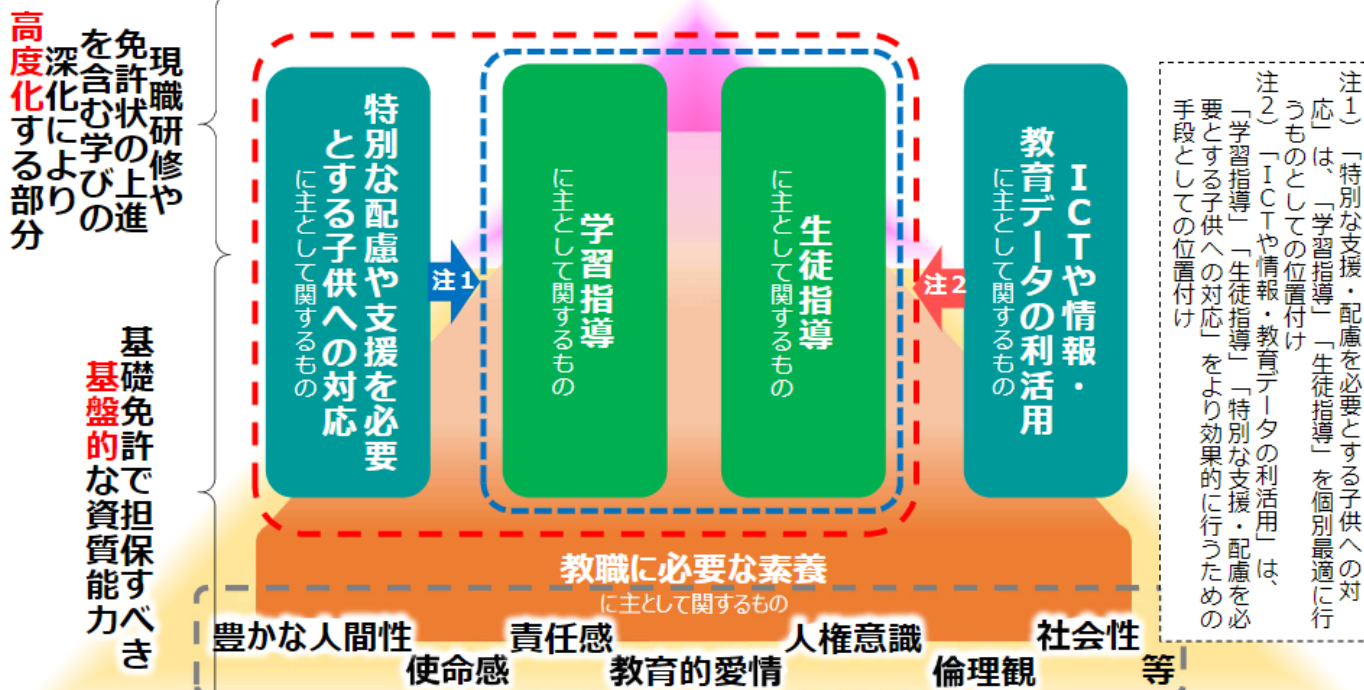 現職研修や
免許状の上進
を含む学びの
深化により
高度化する部分
基礎免許で担保すべき
基盤的な資質能力
特別な配慮や支援を必要
とする子供への対応
に主として関するもの
注１
学習指導
に主として関するもの
生徒指導
に主として関するもの
注２
ＩＣＴや情報・
教育データの利活用
に主として関するもの
注１）「特別な支援・配慮を必要とする子供への対
応」は、「学習指導」「生徒指導」を個別最適に行
うものとしての位置付け
注２）「ＩＣＴや情報・教育データの利活用」は、
「学習指導」「生徒指導」「特別な支援・配慮を必
要とする子供への対応」をより効果的に行うための
手段としての位置付け
教職に必要な素養
に主として関するもの
豊かな人間性
使命感
責任感
教育的愛情
人権意識
倫理観
社会性
等